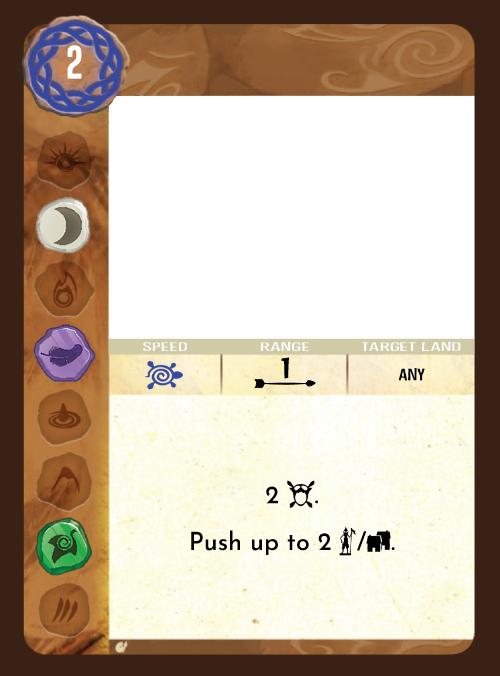 2
SPEED RANGE TARGET LAND
1 ANY
2 .
Push up to 2 / .